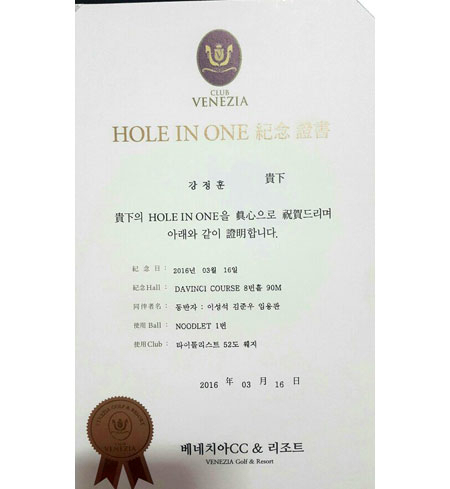 CLUB
VENEZIA
HOLE IN ONE 紀念 證書
강정훈 貴下
貴下의 HOLE IN ONE을 眞心으로 祝賀드리며
아래와 같이 證明합니다.
紀 念 日 : 2016년 03월 16일
紀念Hall : DAVINCI COURSE 8번홀 90M
同伴者名 : 동반자 : 이성석 김준우 임용관
使用 Ball : NOODLET 1번
使用Club : 타이틀리스트 52도 웨지
2016 年 03 月 16 日
VENEZIA GOLF & RESORT
CLUB
VENEZIA
베네치아CC & 리조트
VENEZIA Golf & Resort